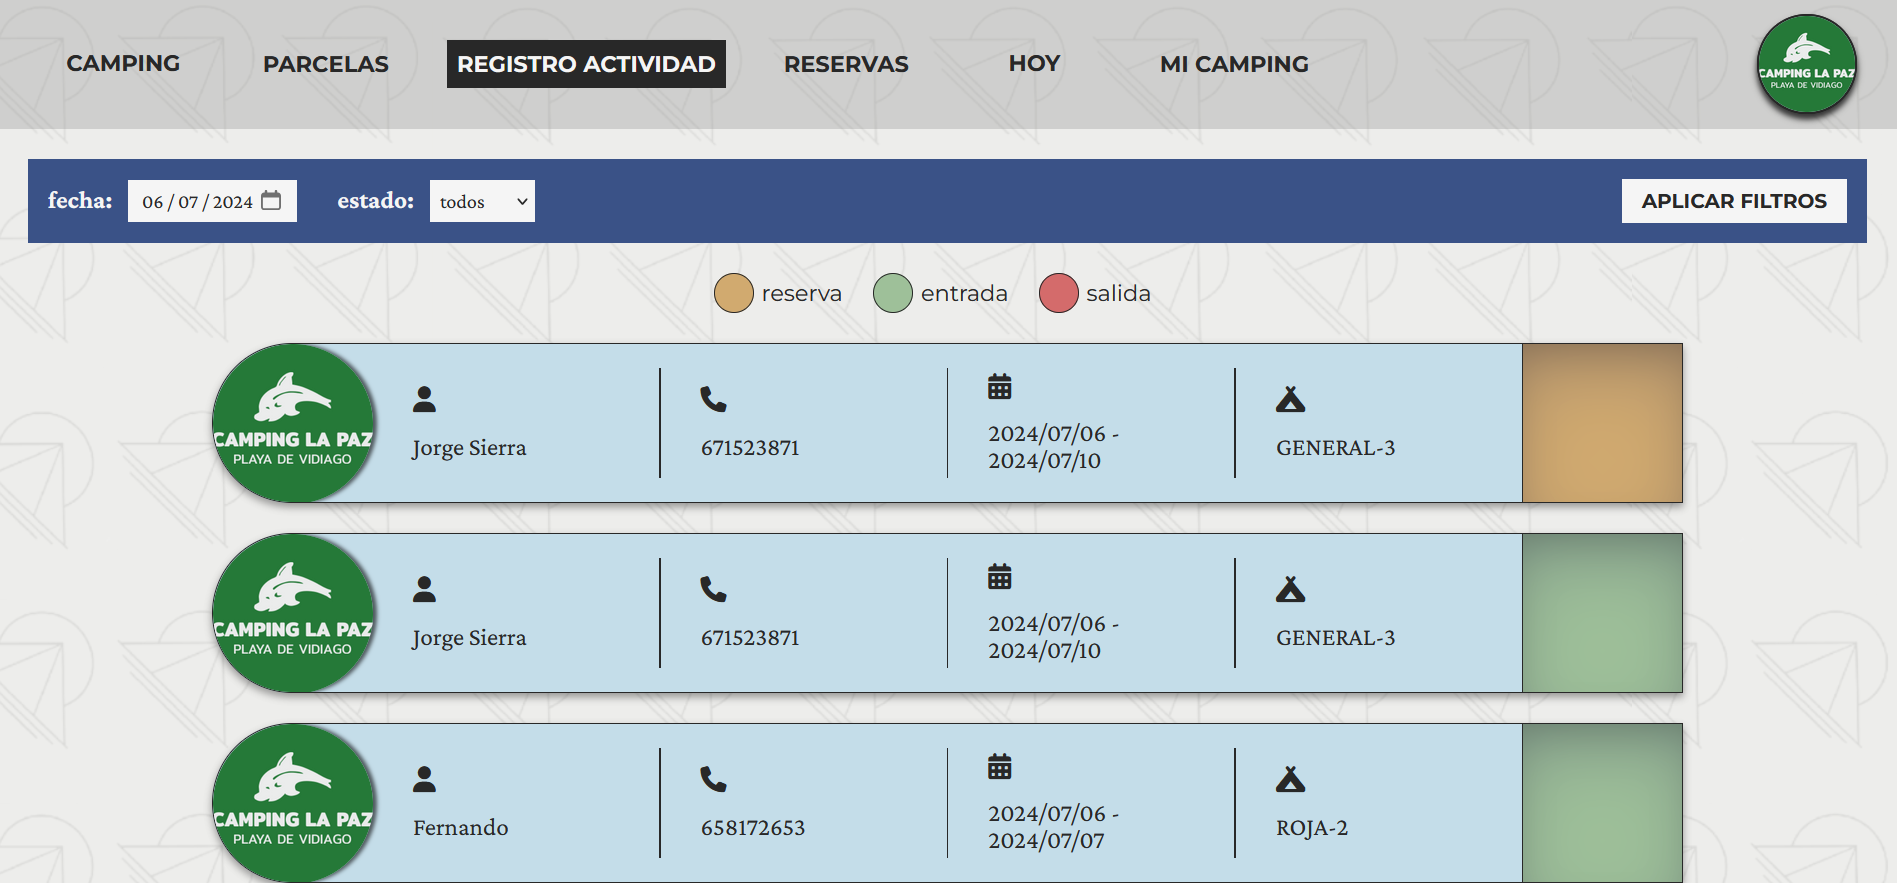 CAMPING
PARCELAS
REGISTRO ACTIVIDAD
RESERVAS
HOY
MI CAMPING
CAMPING LA PAZ
PLAYA DE VIDIAGO
fecha:
06/07/2024
estado:
todos
APLICAR FILTROS
reserva
entrada
salida
CAMPING LA PAZ
PLAYA DE VIDIAGO
Jorge Sierra
671523871
2024/07/06 -
2024/07/10
GENERAL-3
CAMPING LA PAZ
PLAYA DE VIDIAGO
Jorge Sierra
671523871
2024/07/06 -
2024/07/10
GENERAL-3
CAMPING LA PAZ
PLAYA DE VIDIAGO
Fernando
658172653
2024/07/06 -
2024/07/07
ROJA-2